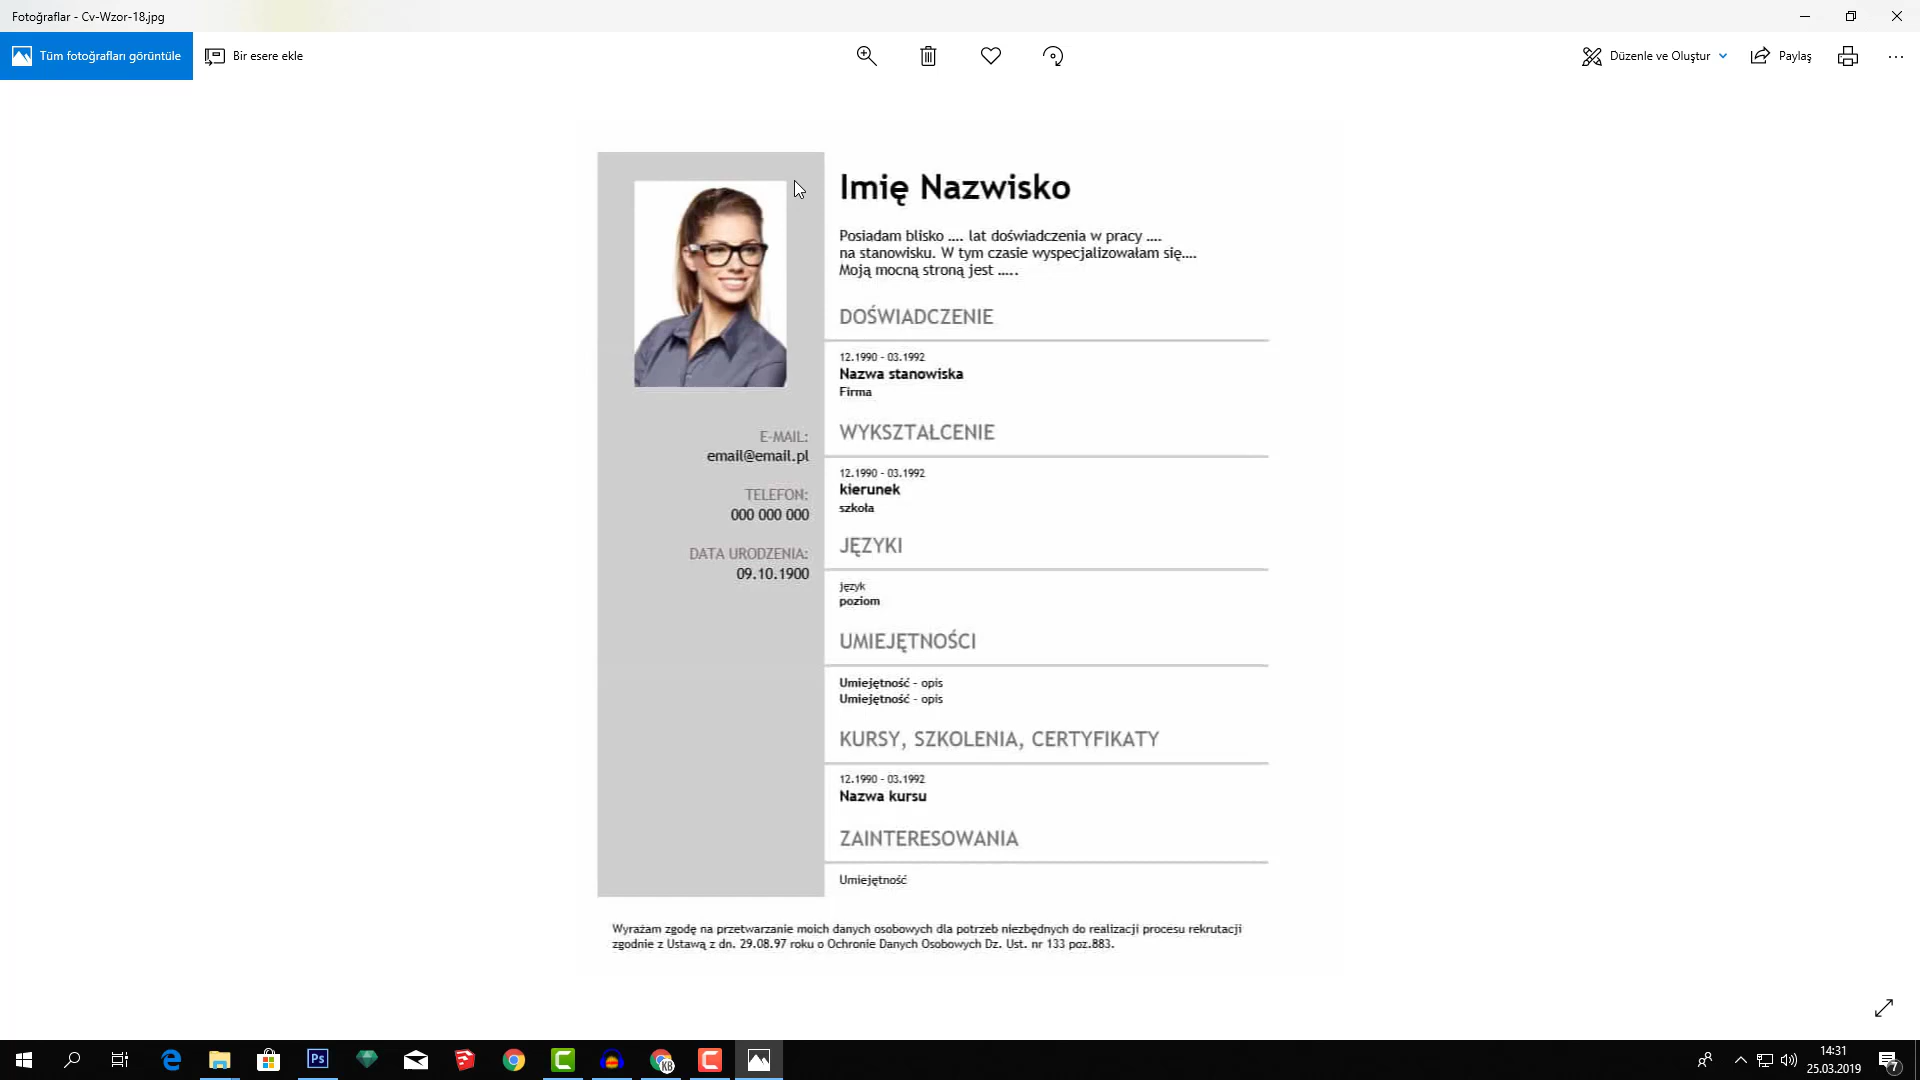 Fotoğraflar - Cv-Wzor-18.jpg
Tüm fotoğrafları görüntüle
Bir esere ekle
Düzenle ve Oluştur
Paylaş
Imię Nazwisko
Posiadam blisko .... lat doświadczenia w pracy ....
na stanowisku. W tym czasie wyspecjalizowałam się....
Moją mocną stroną jest .....
DOŚWIADCZENIE
12.1990 - 03.1992
Nazwa stanowiska
Firma
E-MAIL:
email@email.pl
TELEFON:
000 000 000
DATA URODZENIA:
09.10.1900
WYKSZTAŁCENIE
12.1990 - 03.1992
kierunek
szkoła
JĘZYKI
język
poziom
UMIEJĘTNOŚCI
Umiejętność - opis
Umiejętność - opis
KURSY, SZKOLENIA, CERTYFIKATY
12.1990 - 03.1992
Nazwa kursu
ZAINTERESOWANIA
Umiejętność
Wyrażam zgodę na przetwarzanie moich danych osobowych dla potrzeb niezbędnych do realizacji procesu rekrutacji
zgodnie z Ustawą z dn. 29.08.97 roku o Ochronie Danych Osobowych Dz. Ust. nr 133 poz.883.
Ps
KB
14:31
25.03.2019
7